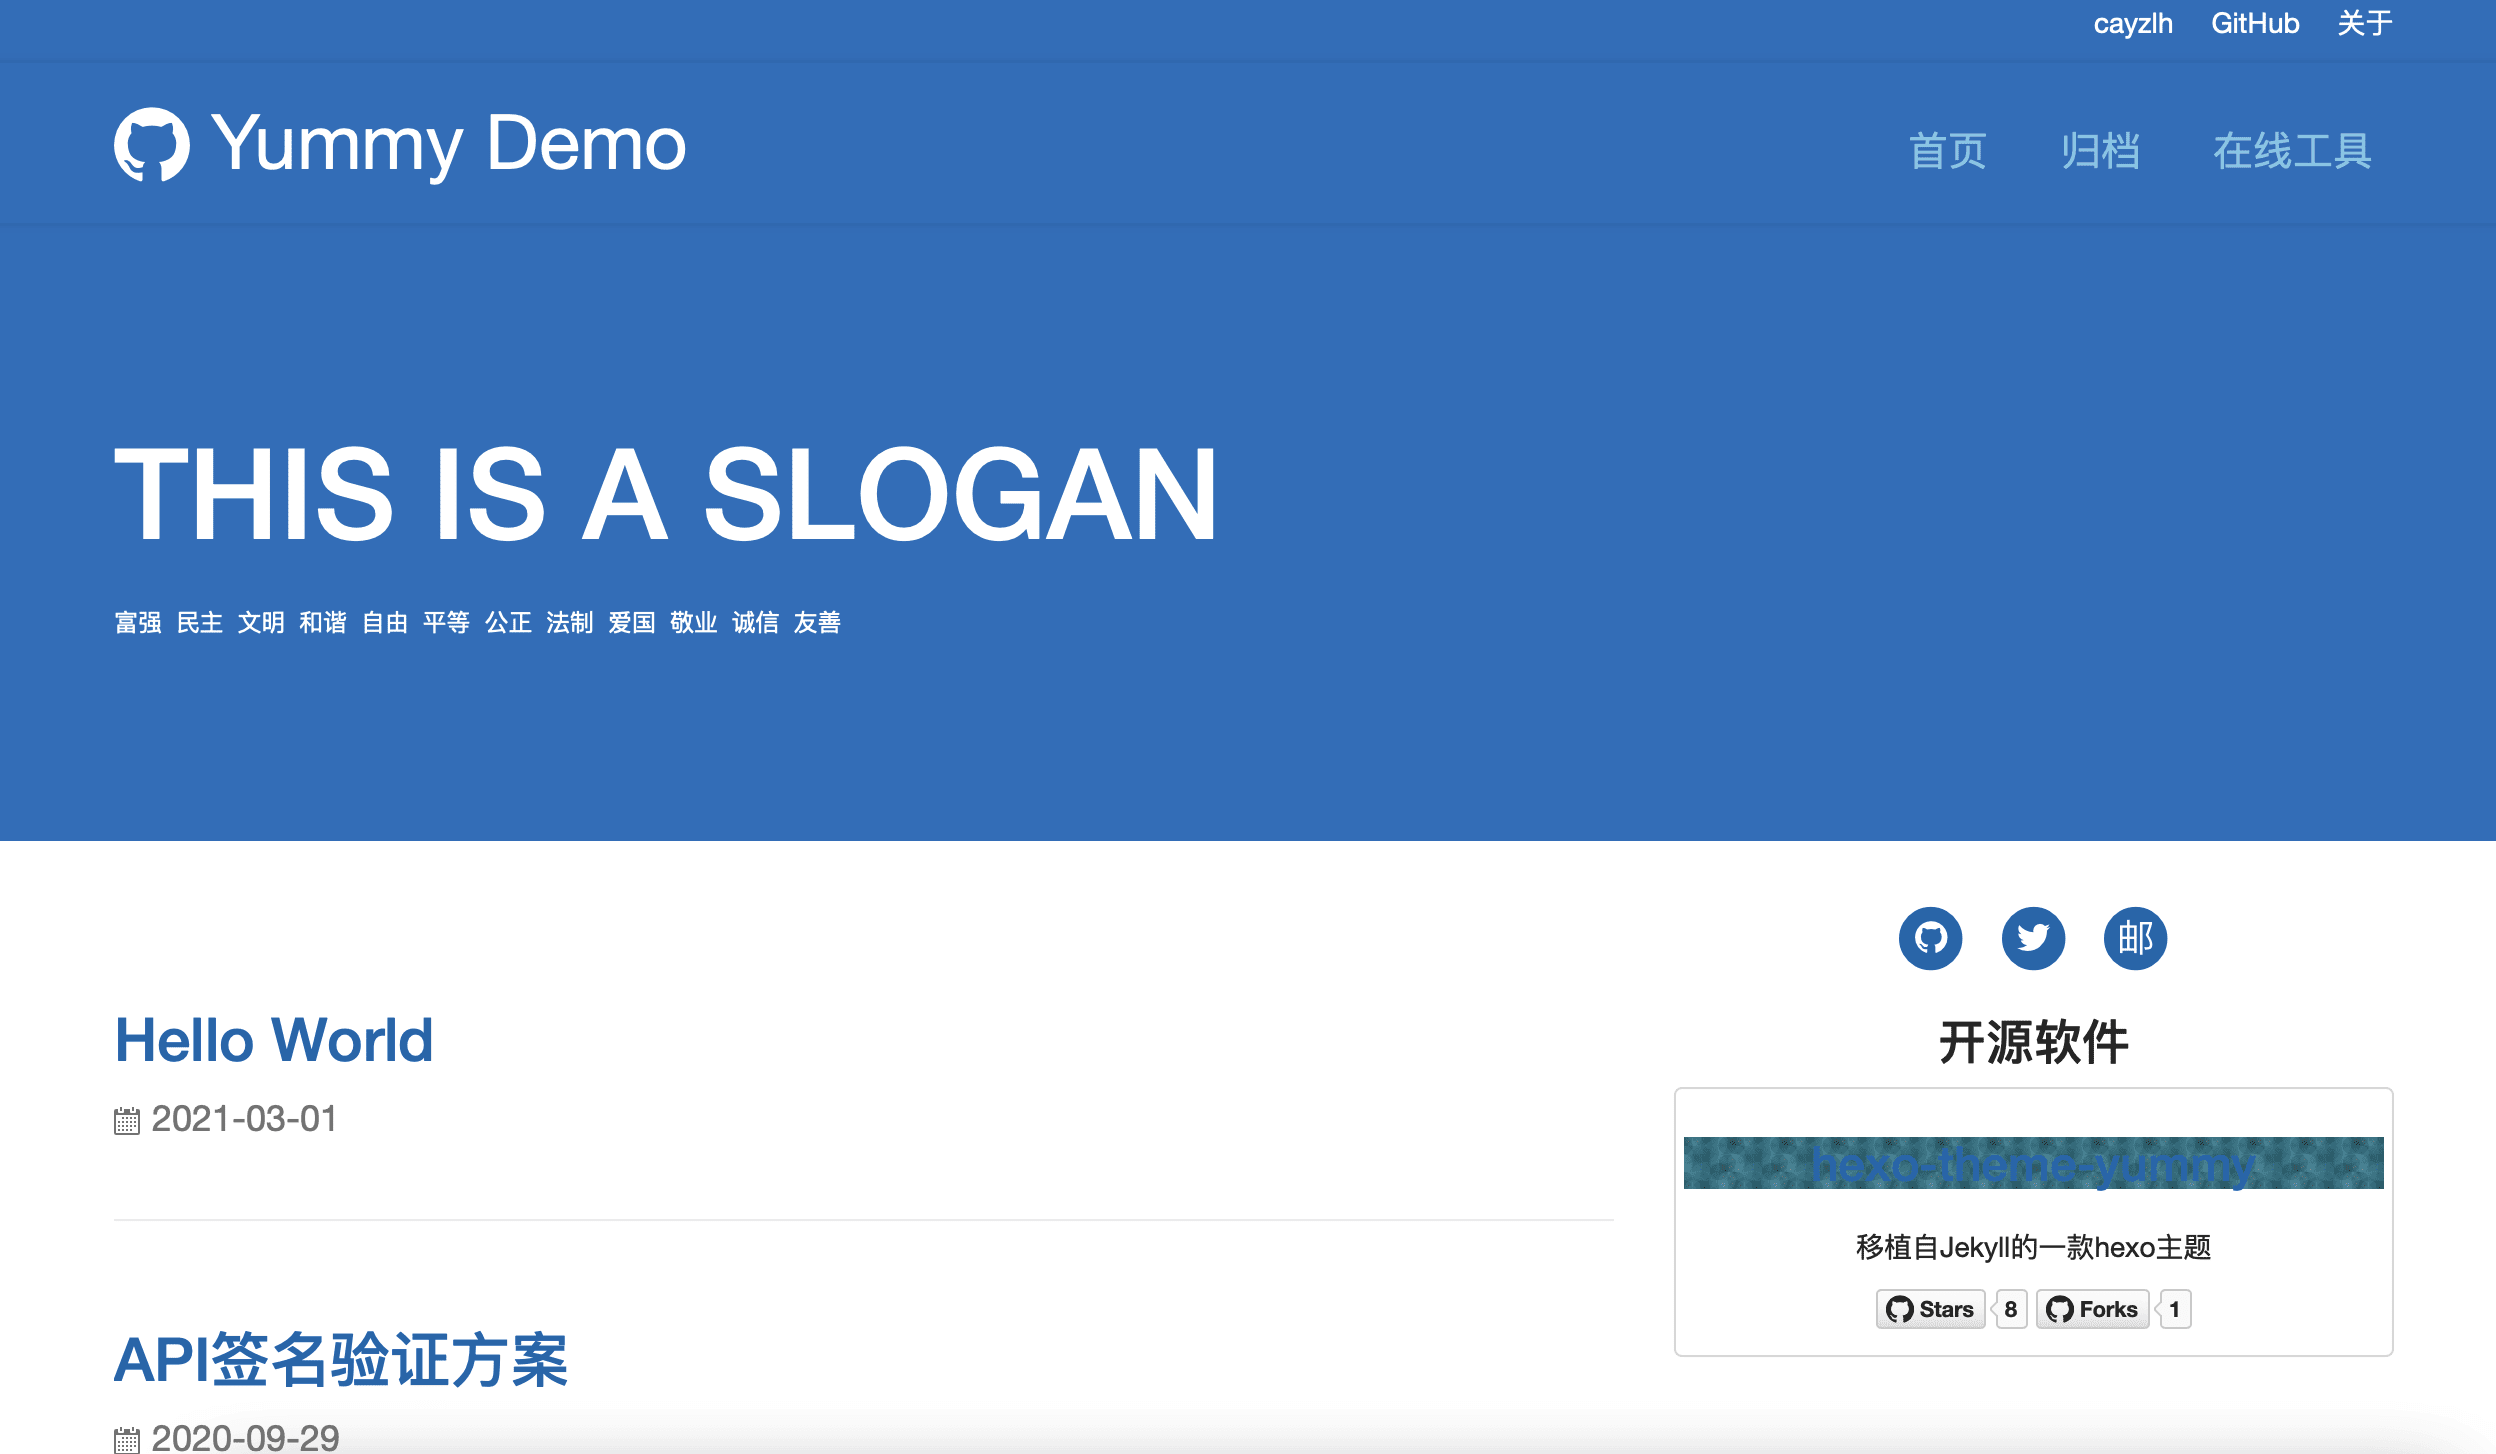 cayzlh GitHub 关于
Yummy Demo
首页 归档 在线工具
THIS IS A SLOGAN
富强 民主 文明 和谐 自由 平等 公正 法制 爱国 敬业 诚信 友善
邮
Hello World
2021-03-01
API签名验证方案
2020-09-29
开源软件
hexo-theme-yummy
移植自Jekyll的一款hexo主题
Stars 8 Forks 1